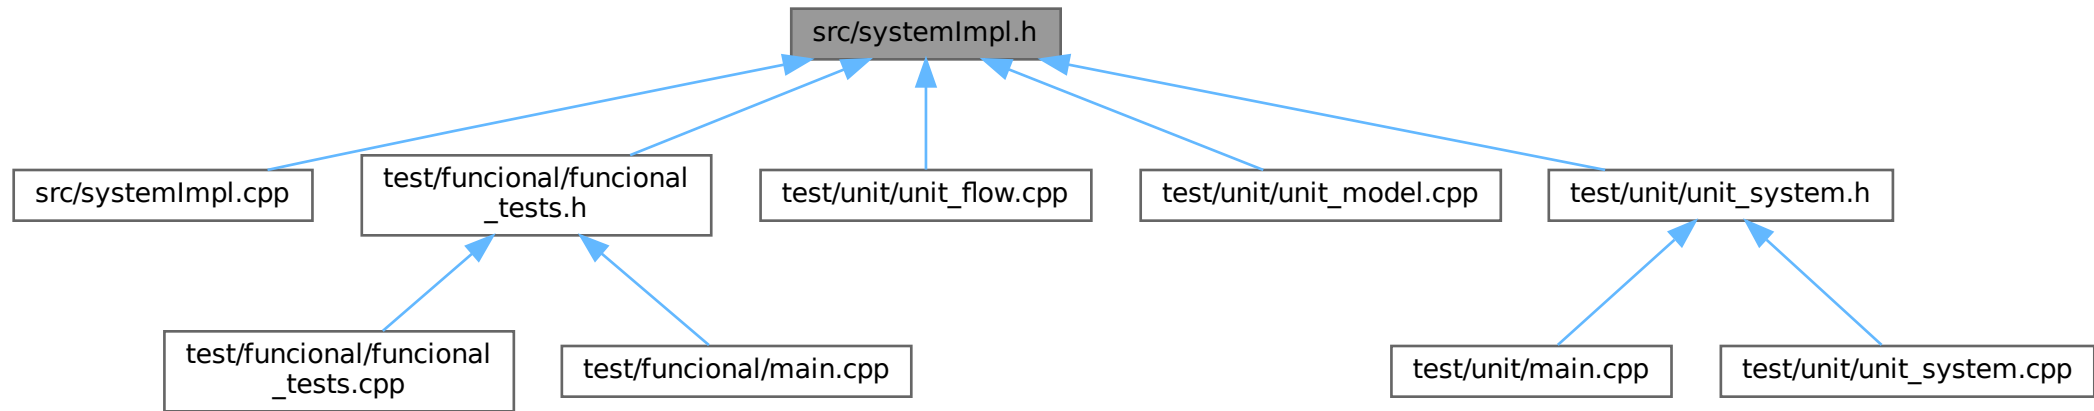 src/systemImpl.h
src/systemImpl.cpp
test/funcional/funcional
_tests.h
test/unit/unit_flow.cpp
test/unit/unit_model.cpp
test/unit/unit_system.h
test/funcional/funcional
_tests.cpp
test/funcional/main.cpp
test/unit/main.cpp
test/unit/unit_system.cpp